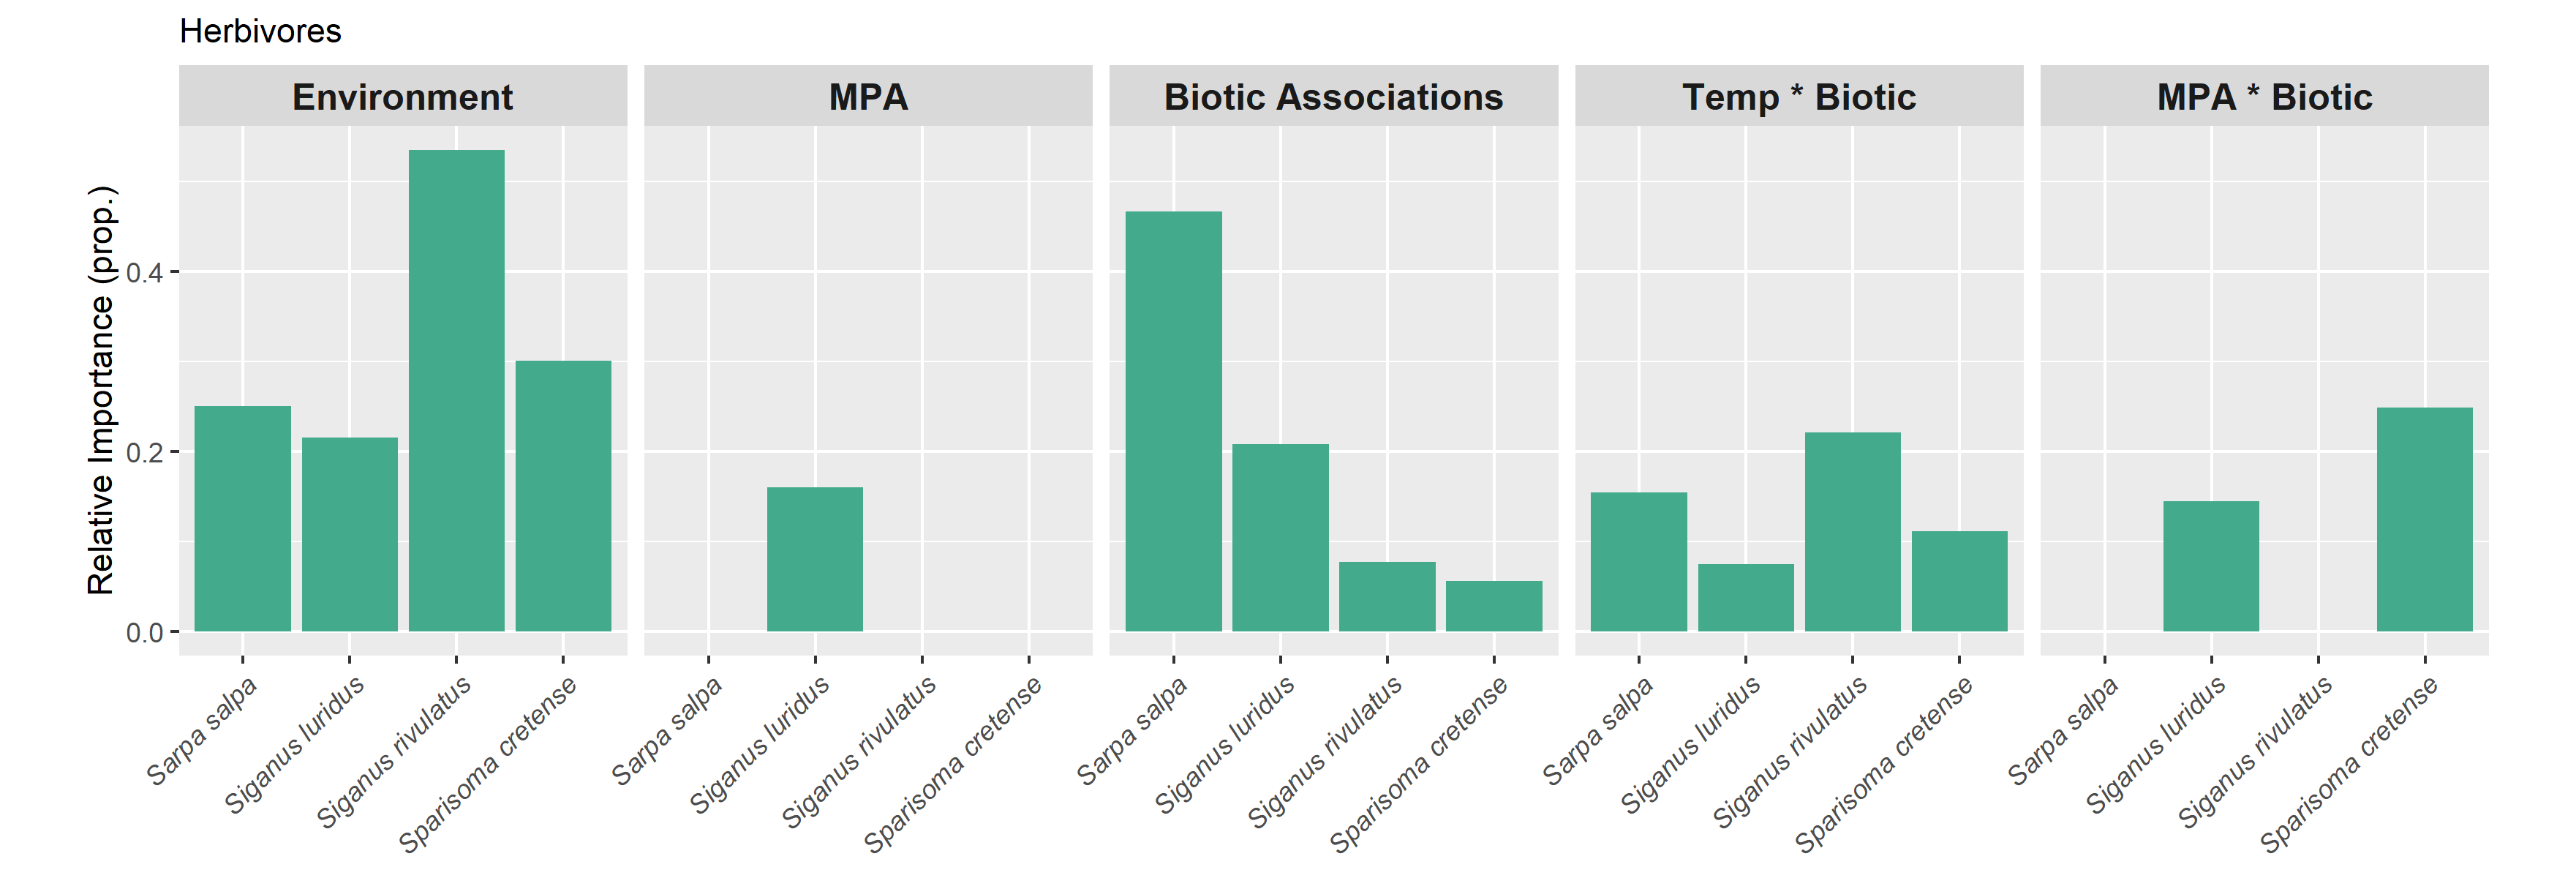 Herbivores
Environment
MPA
Biotic Associations
Temp * Biotic
MPA * Biotic
Relative Importance (prop.)
0.4
0.2
0.0
Sarpa salpa
Siganus luridus
Siganus rivulatus
Sparisoma cretense
Sarpa salpa
Siganus luridus
Siganus rivulatus
Sparisoma cretense
Sarpa salpa
Siganus luridus
Siganus rivulatus
Sparisoma cretense
Sarpa salpa
Siganus luridus
Siganus rivulatus
Sparisoma cretense
Sarpa salpa
Siganus luridus
Siganus rivulatus
Sparisoma cretense